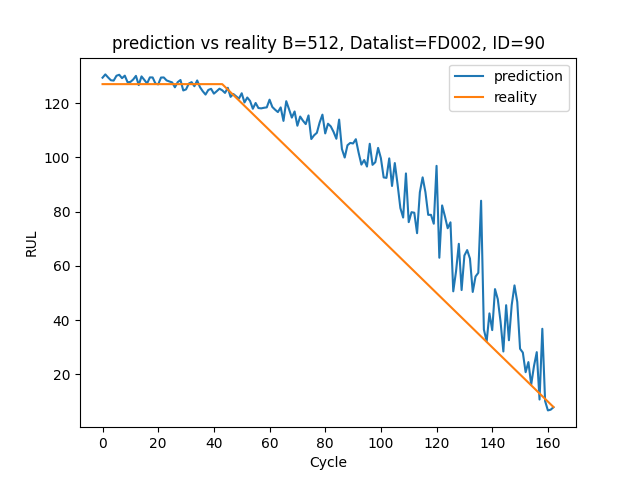 prediction vs reality B=512, Datalist=FD002, ID=90
prediction
reality
RUL
120
100
80
60
40
20
0 20 40 60 80 100 120 140 160
Cycle